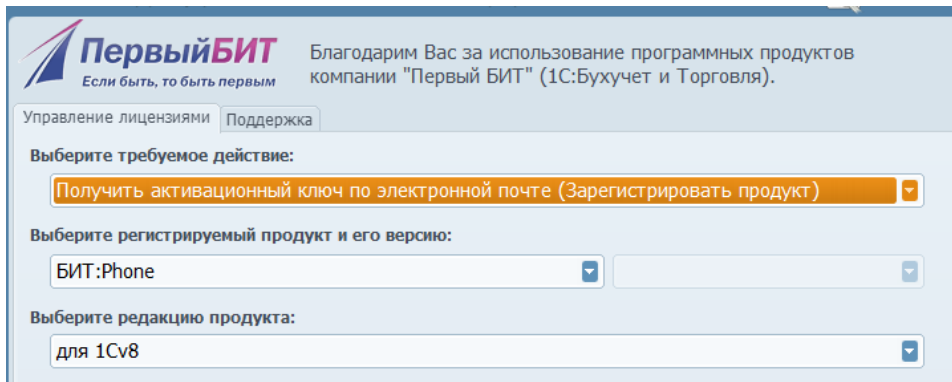 ПервыйБИТ
Если быть, то быть первым
Благодарим Вас за использование программных продуктов
компании "Первый БИТ" (1С:Бухучет и Торговля).
Управление лицензиями
Поддержка
Выберите требуемое действие:
Получить активационный ключ по электронной почте (Зарегистрировать продукт)
Выберите регистрируемый продукт и его версию:
БИТ:Phone
Выберите редакцию продукта:
для 1Сv8